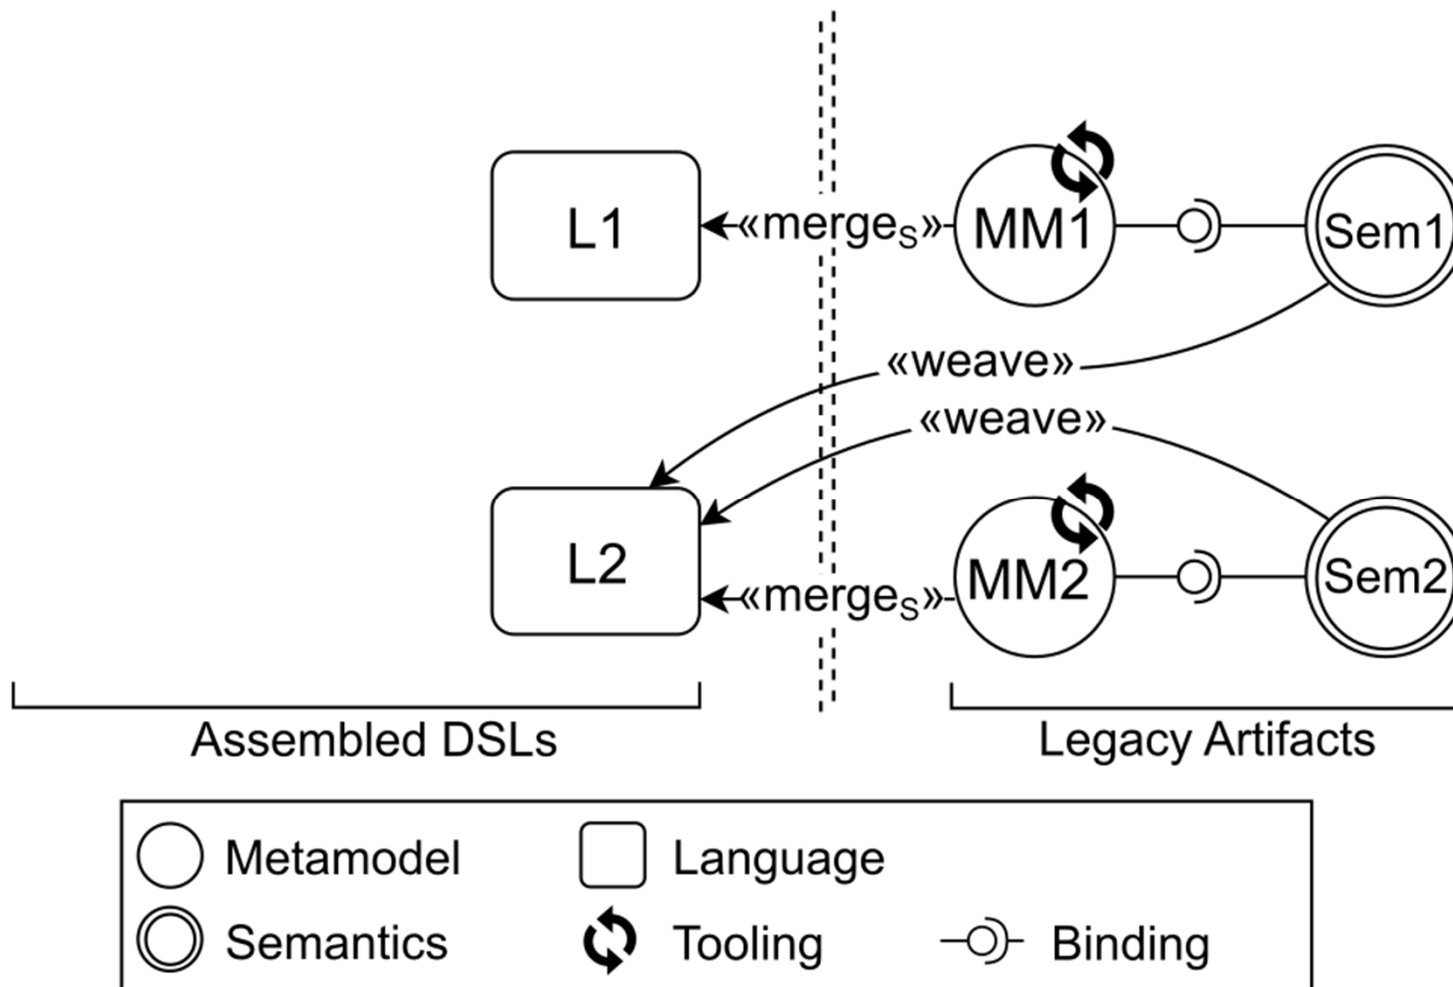 L1
«mergeS»
MM1
Sem1
«weave»
«weave»
L2
«mergeS»
MM2
Sem2
Assembled DSLs
Legacy Artifacts
Metamodel
Language
Semantics
Tooling
Binding